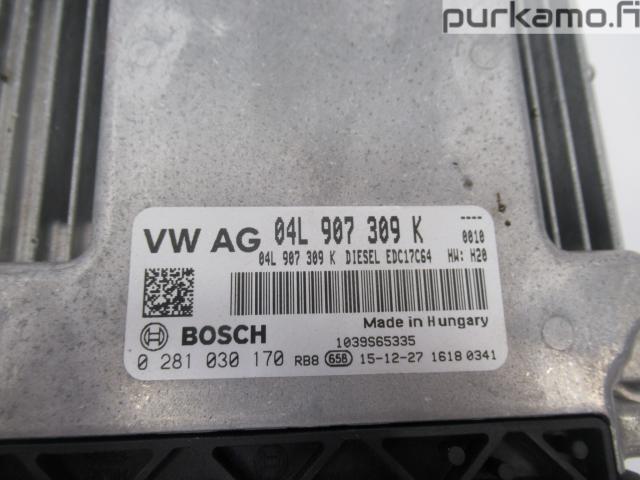 purkamo.fi
VW AG 04L 907 309 K ----
0010
04L 907 309 K DIESEL EDC17C64 HW: H20
Made in Hungary
BOSCH 1039S65335
0 281 030 170 RB8 658 15-12-27 1618 0341